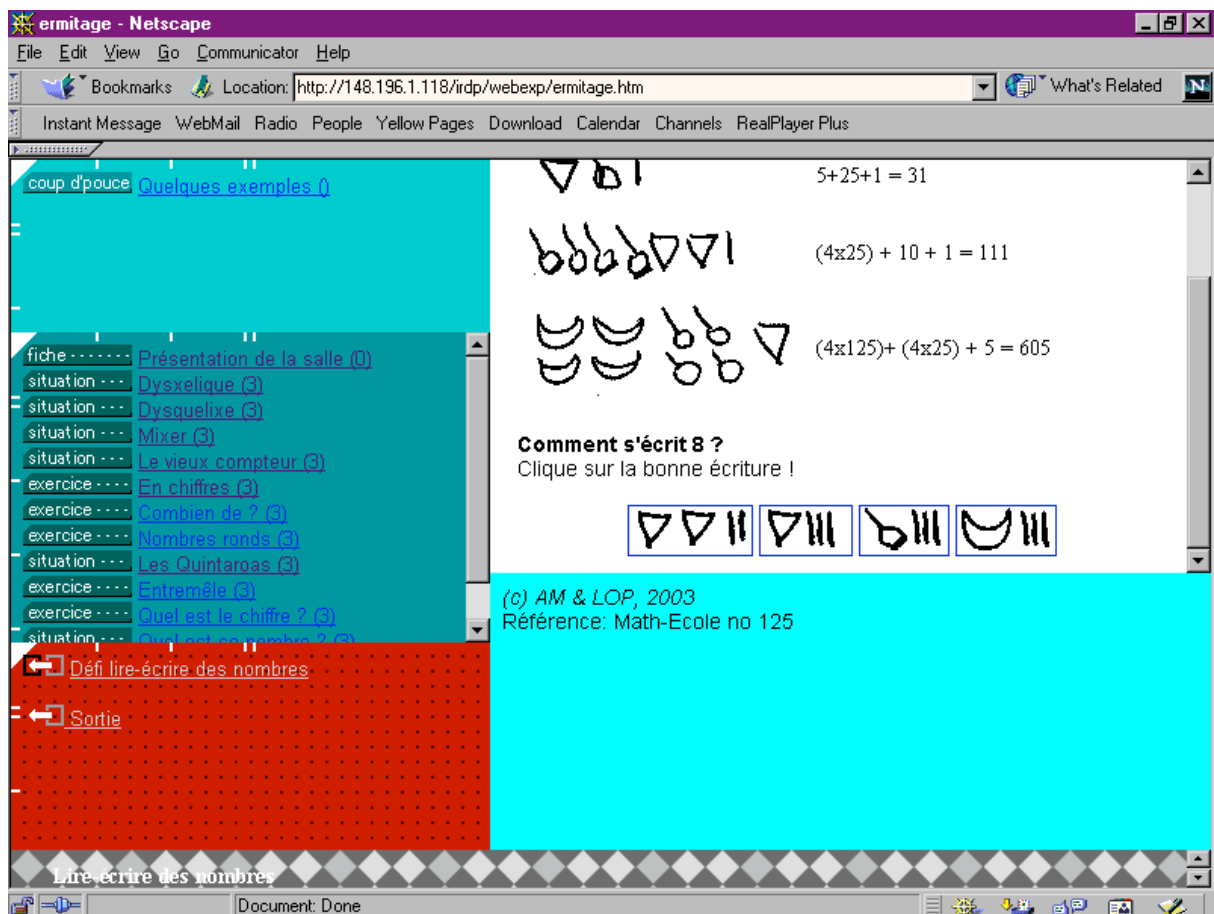 ermitage - Netscape
File Edit View Go Communicator Help
Bookmarks Location: http://148.196.1.118/irdp/webexp/ermitage.htm What's Related N
Instant Message WebMail Radio People Yellow Pages Download Calendar Channels RealPlayer Plus
coup d'pouce Quelques exemples ()
fiche ······· Présentation de la salle (0)
situation ··· Dysxelique (3)
situation ··· Dysquelixe (3)
situation ··· Mixer (3)
situation ··· Le vieux compteur (3)
exercice ···· En chiffres (3)
exercice ···· Combien de ? (3)
exercice ···· Nombres ronds (3)
situation ··· Les Quintaroas (3)
exercice ···· Entremêle (3)
exercice ···· Quel est le chiffre ? (3)
situation ··· Quel est ce nombre ? (3)
Défi lire-écrire des nombres
Sortie
5+25+1 = 31
(4x25) + 10 + 1 = 111
(4x125)+ (4x25) + 5 = 605
Comment s'écrit 8 ?
Clique sur la bonne écriture !
(c) AM & LOP, 2003
Référence: Math-Ecole no 125
Lire-écrire des nombres
Document: Done